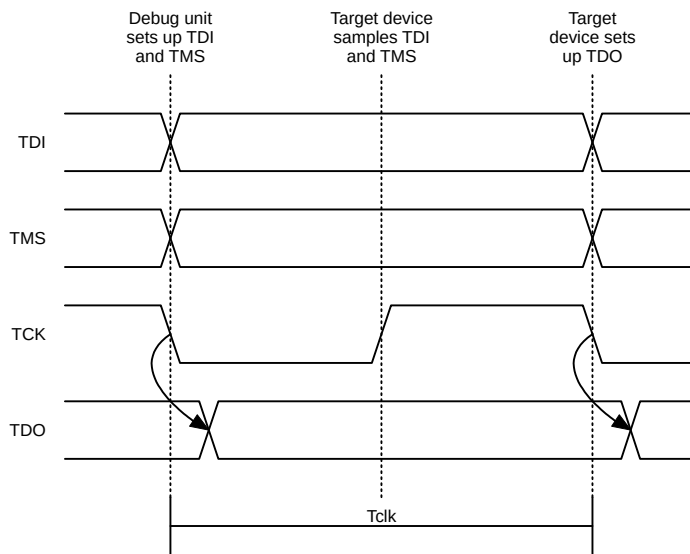 Debug unit
sets up TDI
and TMS
Target device
samples TDI
and TMS
Target
device sets
up TDO
TDI
TMS
TCK
TDO
Tclk